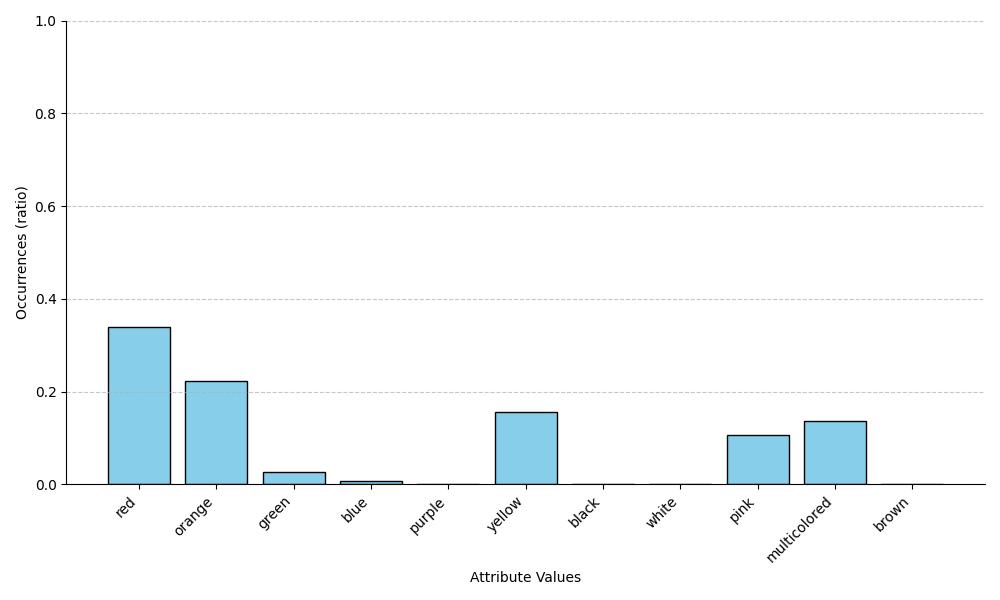 1.0
0.8
0.6
0.4
0.2
0.0
Occurrences (ratio)
red
orange
green
blue
purple
yellow
black
white
pink
multicolored
brown
Attribute Values